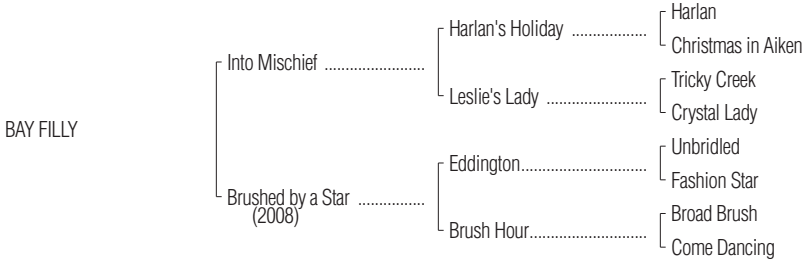 Harlan
Harlan's Holiday ..................
Christmas in Aiken
Into Mischief ........................
Tricky Creek
Leslie's Lady ........................
Crystal Lady
BAY FILLY
Unbridled
Eddington..............................
Fashion Star
Brushed by a Star ................
(2008)
Broad Brush
Brush Hour............................
Come Dancing